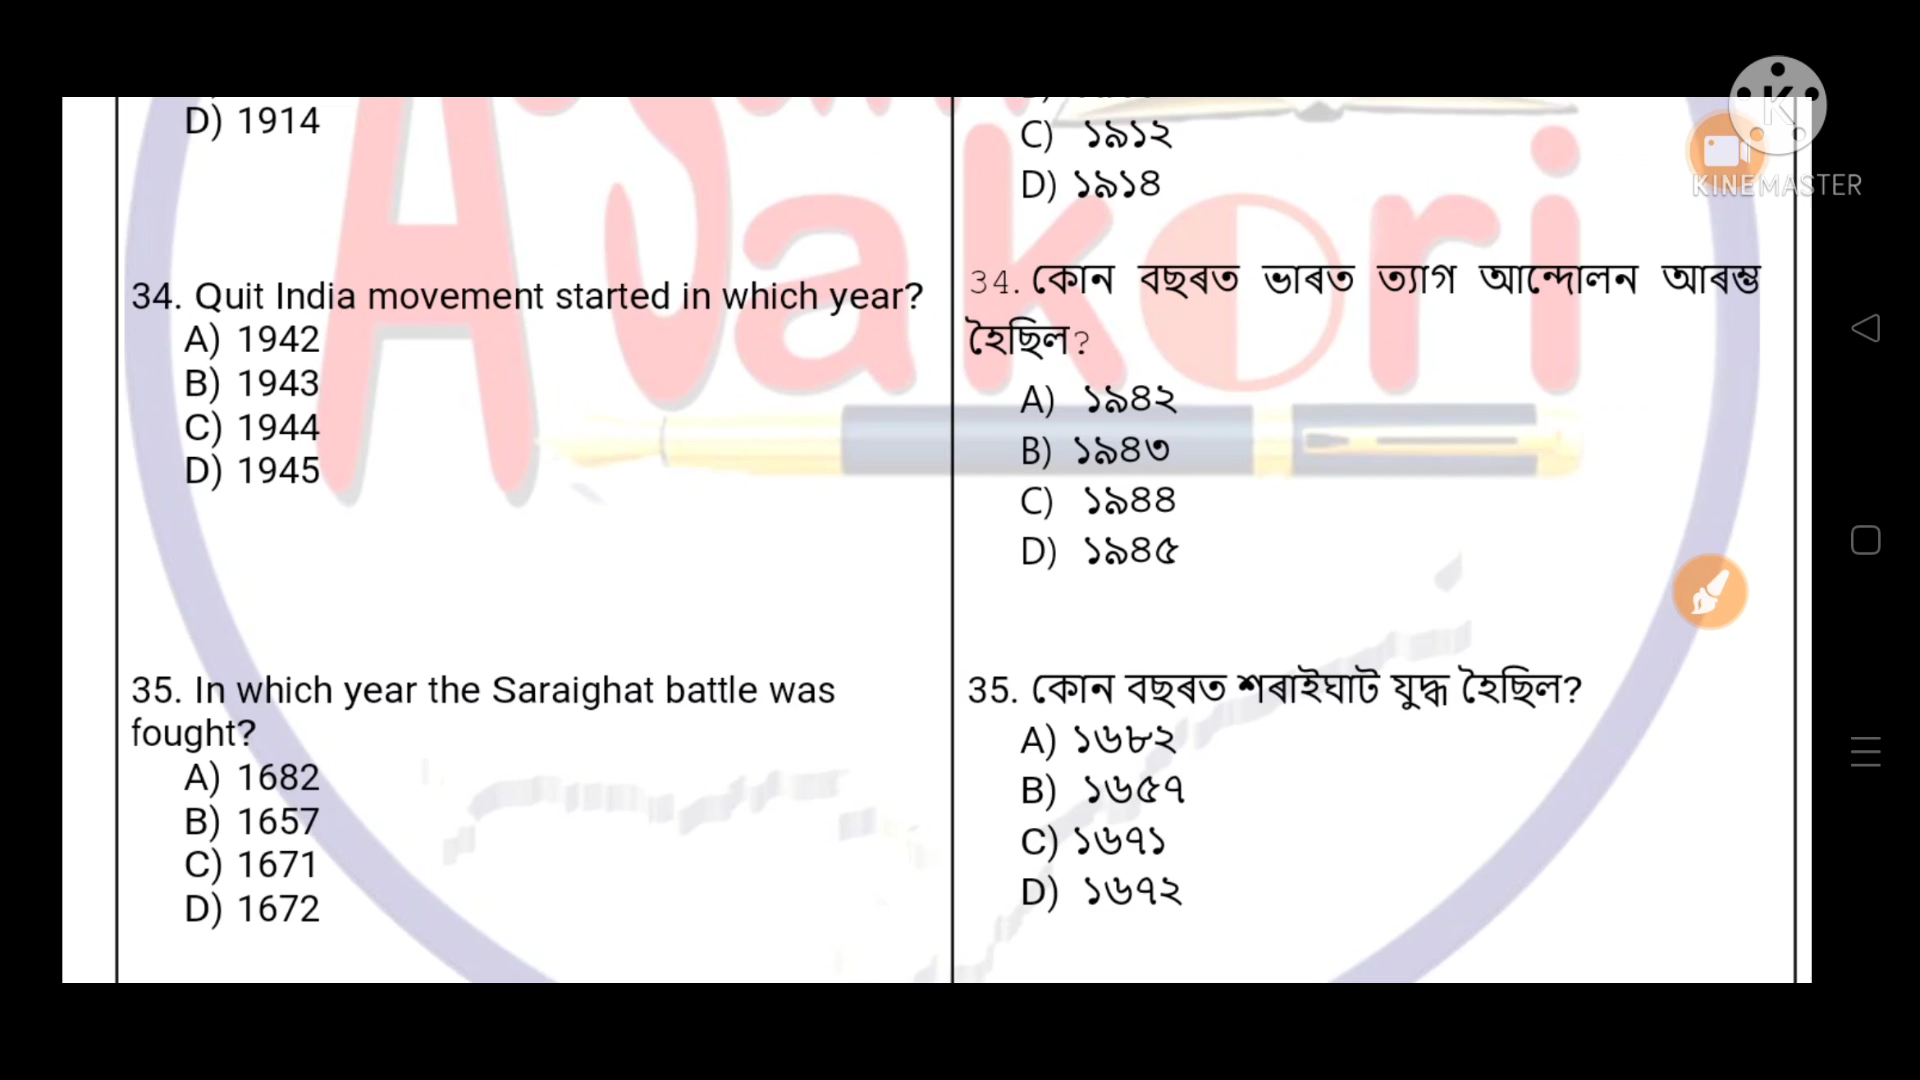 D) 1914
34. Quit India movement started in which year?
A) 1942
B) 1943
C) 1944
D) 1945
35. In which year the Saraighat battle was
fought?
A) 1682
B) 1657
C) 1671
D) 1672
C) ১৯১২
D) ১৯১৪
34. কোন বছৰত ভাৰত ত্যাগ আন্দোলন আৰম্ভ
হৈছিল?
A) ১৯৪২
B) ১৯৪৩
C) ১৯৪৪
D) ১৯৪৫
35. কোন বছৰত শৰাইঘাট যুদ্ধ হৈছিল?
A) ১৬৮২
B) ১৬৫৭
C) ১৬৭১
D) ১৬৭২
K
KINEMASTER
akori